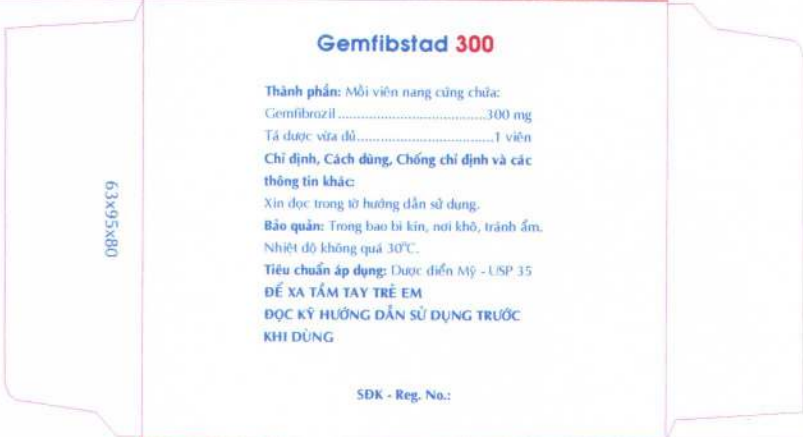 Gemfibstad 300
Thành phần: Mỗi viên nang cứng chứa:
Gemfibrozil......................................300 mg
Tá dược vừa đủ...................................1 viên
Chỉ định, Cách dùng, Chống chỉ định và các
thông tin khác:
Xin đọc trong tờ hướng dẫn sử dụng.
Bảo quản: Trong bao bì kín, nơi khô, tránh ẩm.
Nhiệt độ không quá 30°C.
Tiêu chuẩn áp dụng: Dược điển Mỹ - USP 35
ĐỂ XA TẦM TAY TRẺ EM
ĐỌC KỸ HƯỚNG DẪN SỬ DỤNG TRƯỚC
KHI DÙNG
SĐK - Reg. No.:
63x95x80